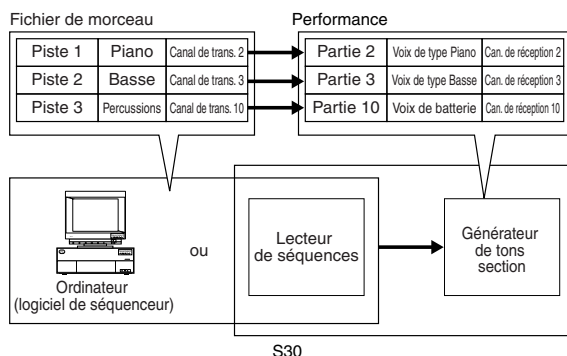 Fichier de morceau
Performance
Piste 1 Piano Canal de trans. 2
Partie 2 Voix de type Piano Can. de réception 2
Piste 2 Basse Canal de trans. 3
Partie 3 Voix de type Basse Can. de réception 3
Piste 3 Percussions Canal de trans. 10
Partie 10 Voix de batterie Can. de réception 10
Ordinateur
(logiciel de séquenceur)
ou
Lecteur
de séquences
Générateur
de tons
section
S30